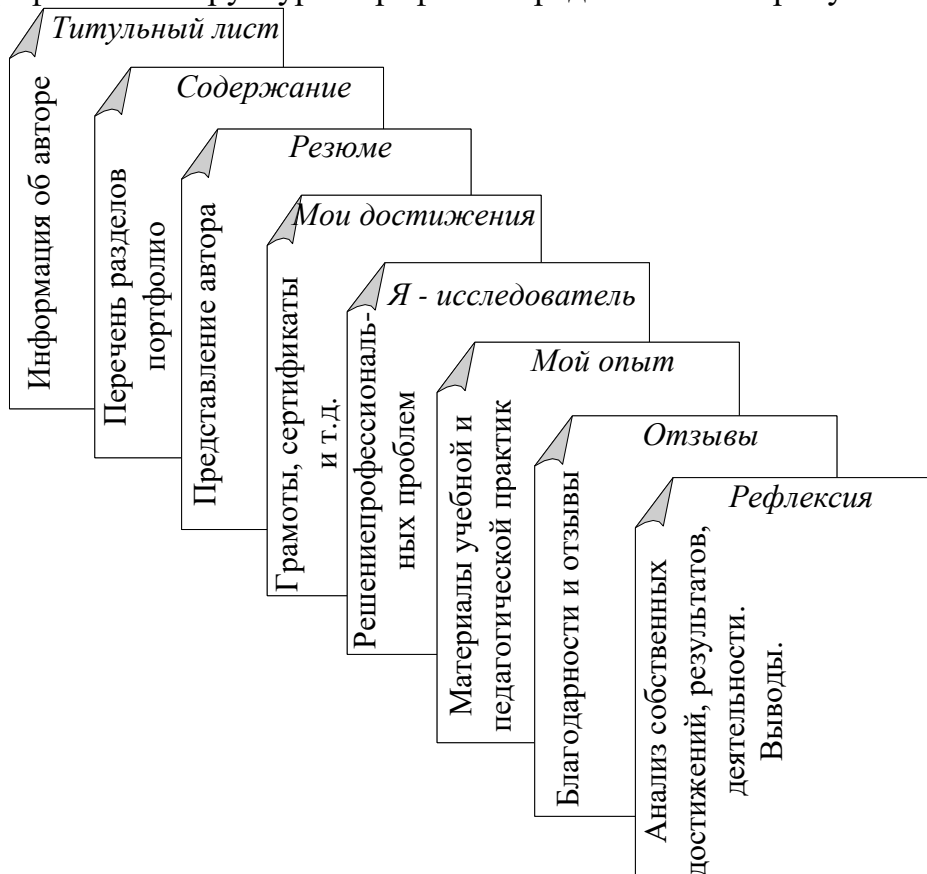 Титульный лист
Информация об авторе
Содержание
Перечень разделов
портфолио
Резюме
Представление автора
Мои достижения
Грамоты, сертификаты
и т.д.
Я - исследователь
Решениепрофессиональ-
ных проблем
Мой опыт
Материалы учебной и
педагогической практик
Отзывы
Благодарности и отзывы
Рефлексия
Анализ собственных
достижений, результатов,
деятельности.
Выводы.